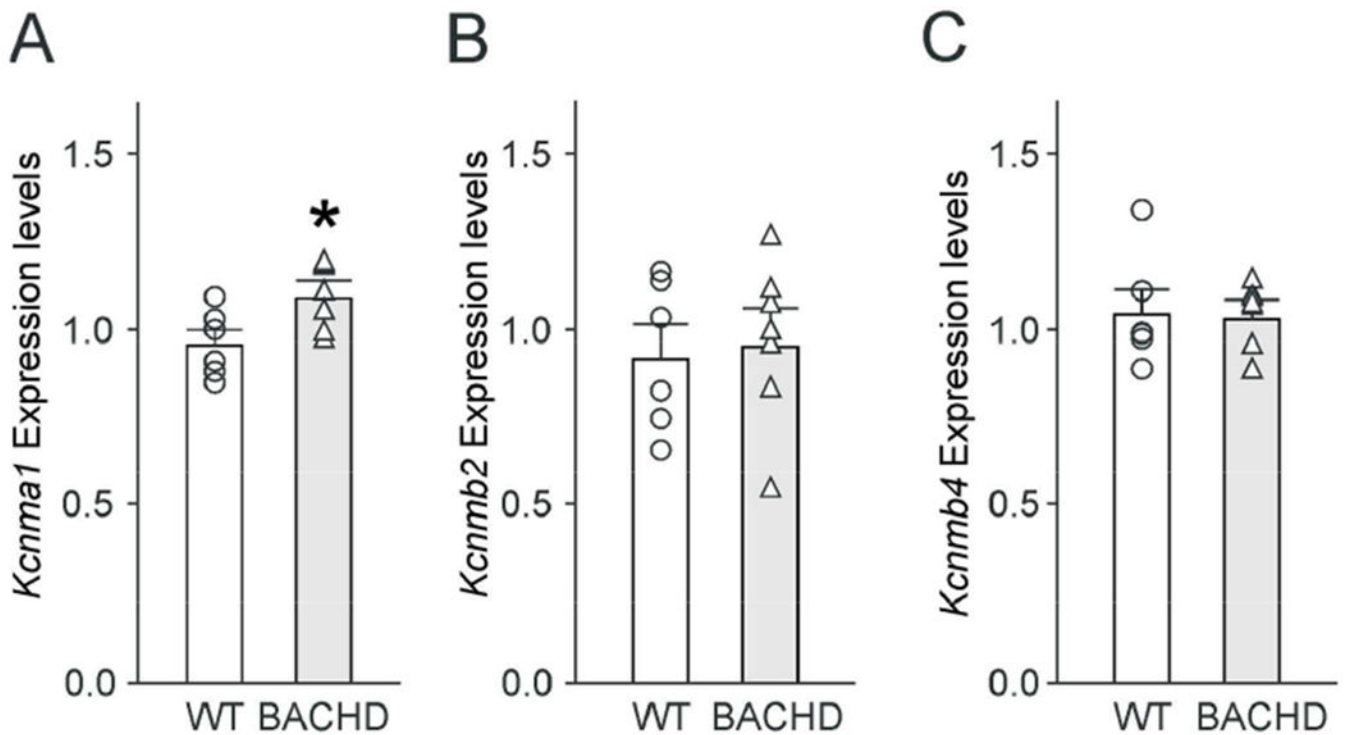 A
Kcnma1 Expression levels
1.5
1.0
0.5
0.0
*
WT BACHD
B
Kcnmb2 Expression levels
1.5
1.0
0.5
0.0
WT BACHD
C
Kcnmb4 Expression levels
1.5
1.0
0.5
0.0
WT BACHD